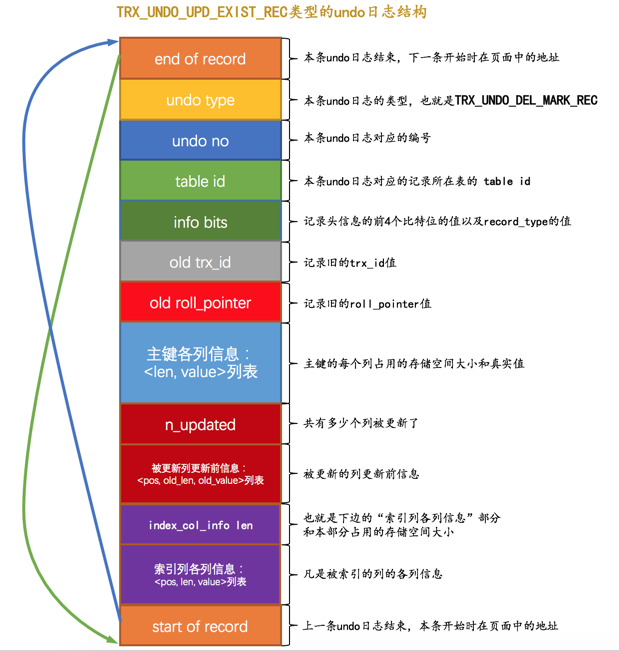 TRX_UNDO_UPD_EXIST_REC类型的undo日志结构
end of record
本条undo日志结束，下一条开始时在页面中的地址
undo type
本条undo日志的类型，也就是TRX_UNDO_DEL_MARK_REC
undo no
本条undo日志对应的编号
table id
本条undo日志对应的记录所在表的 table id
info bits
记录头信息的前4个比特位的值以及record_type的值
old trx_id
记录旧的trx_id值
old roll_pointer
记录旧的roll_pointer值
主键各列信息：
<len, value>列表
主键的每个列占用的存储空间大小和真实值
n_updated
共有多少个列被更新了
被更新列更新前信息：
<pos, old_len, old_value>列表
被更新的列更新前信息
index_col_info len
也就是下边的“索引列各列信息”部分
和本部分占用的存储空间大小
索引列各列信息：
<pos, len, value>列表
凡是被索引的列的各列信息
start of record
上一条undo日志结束，本条开始时在页面中的地址